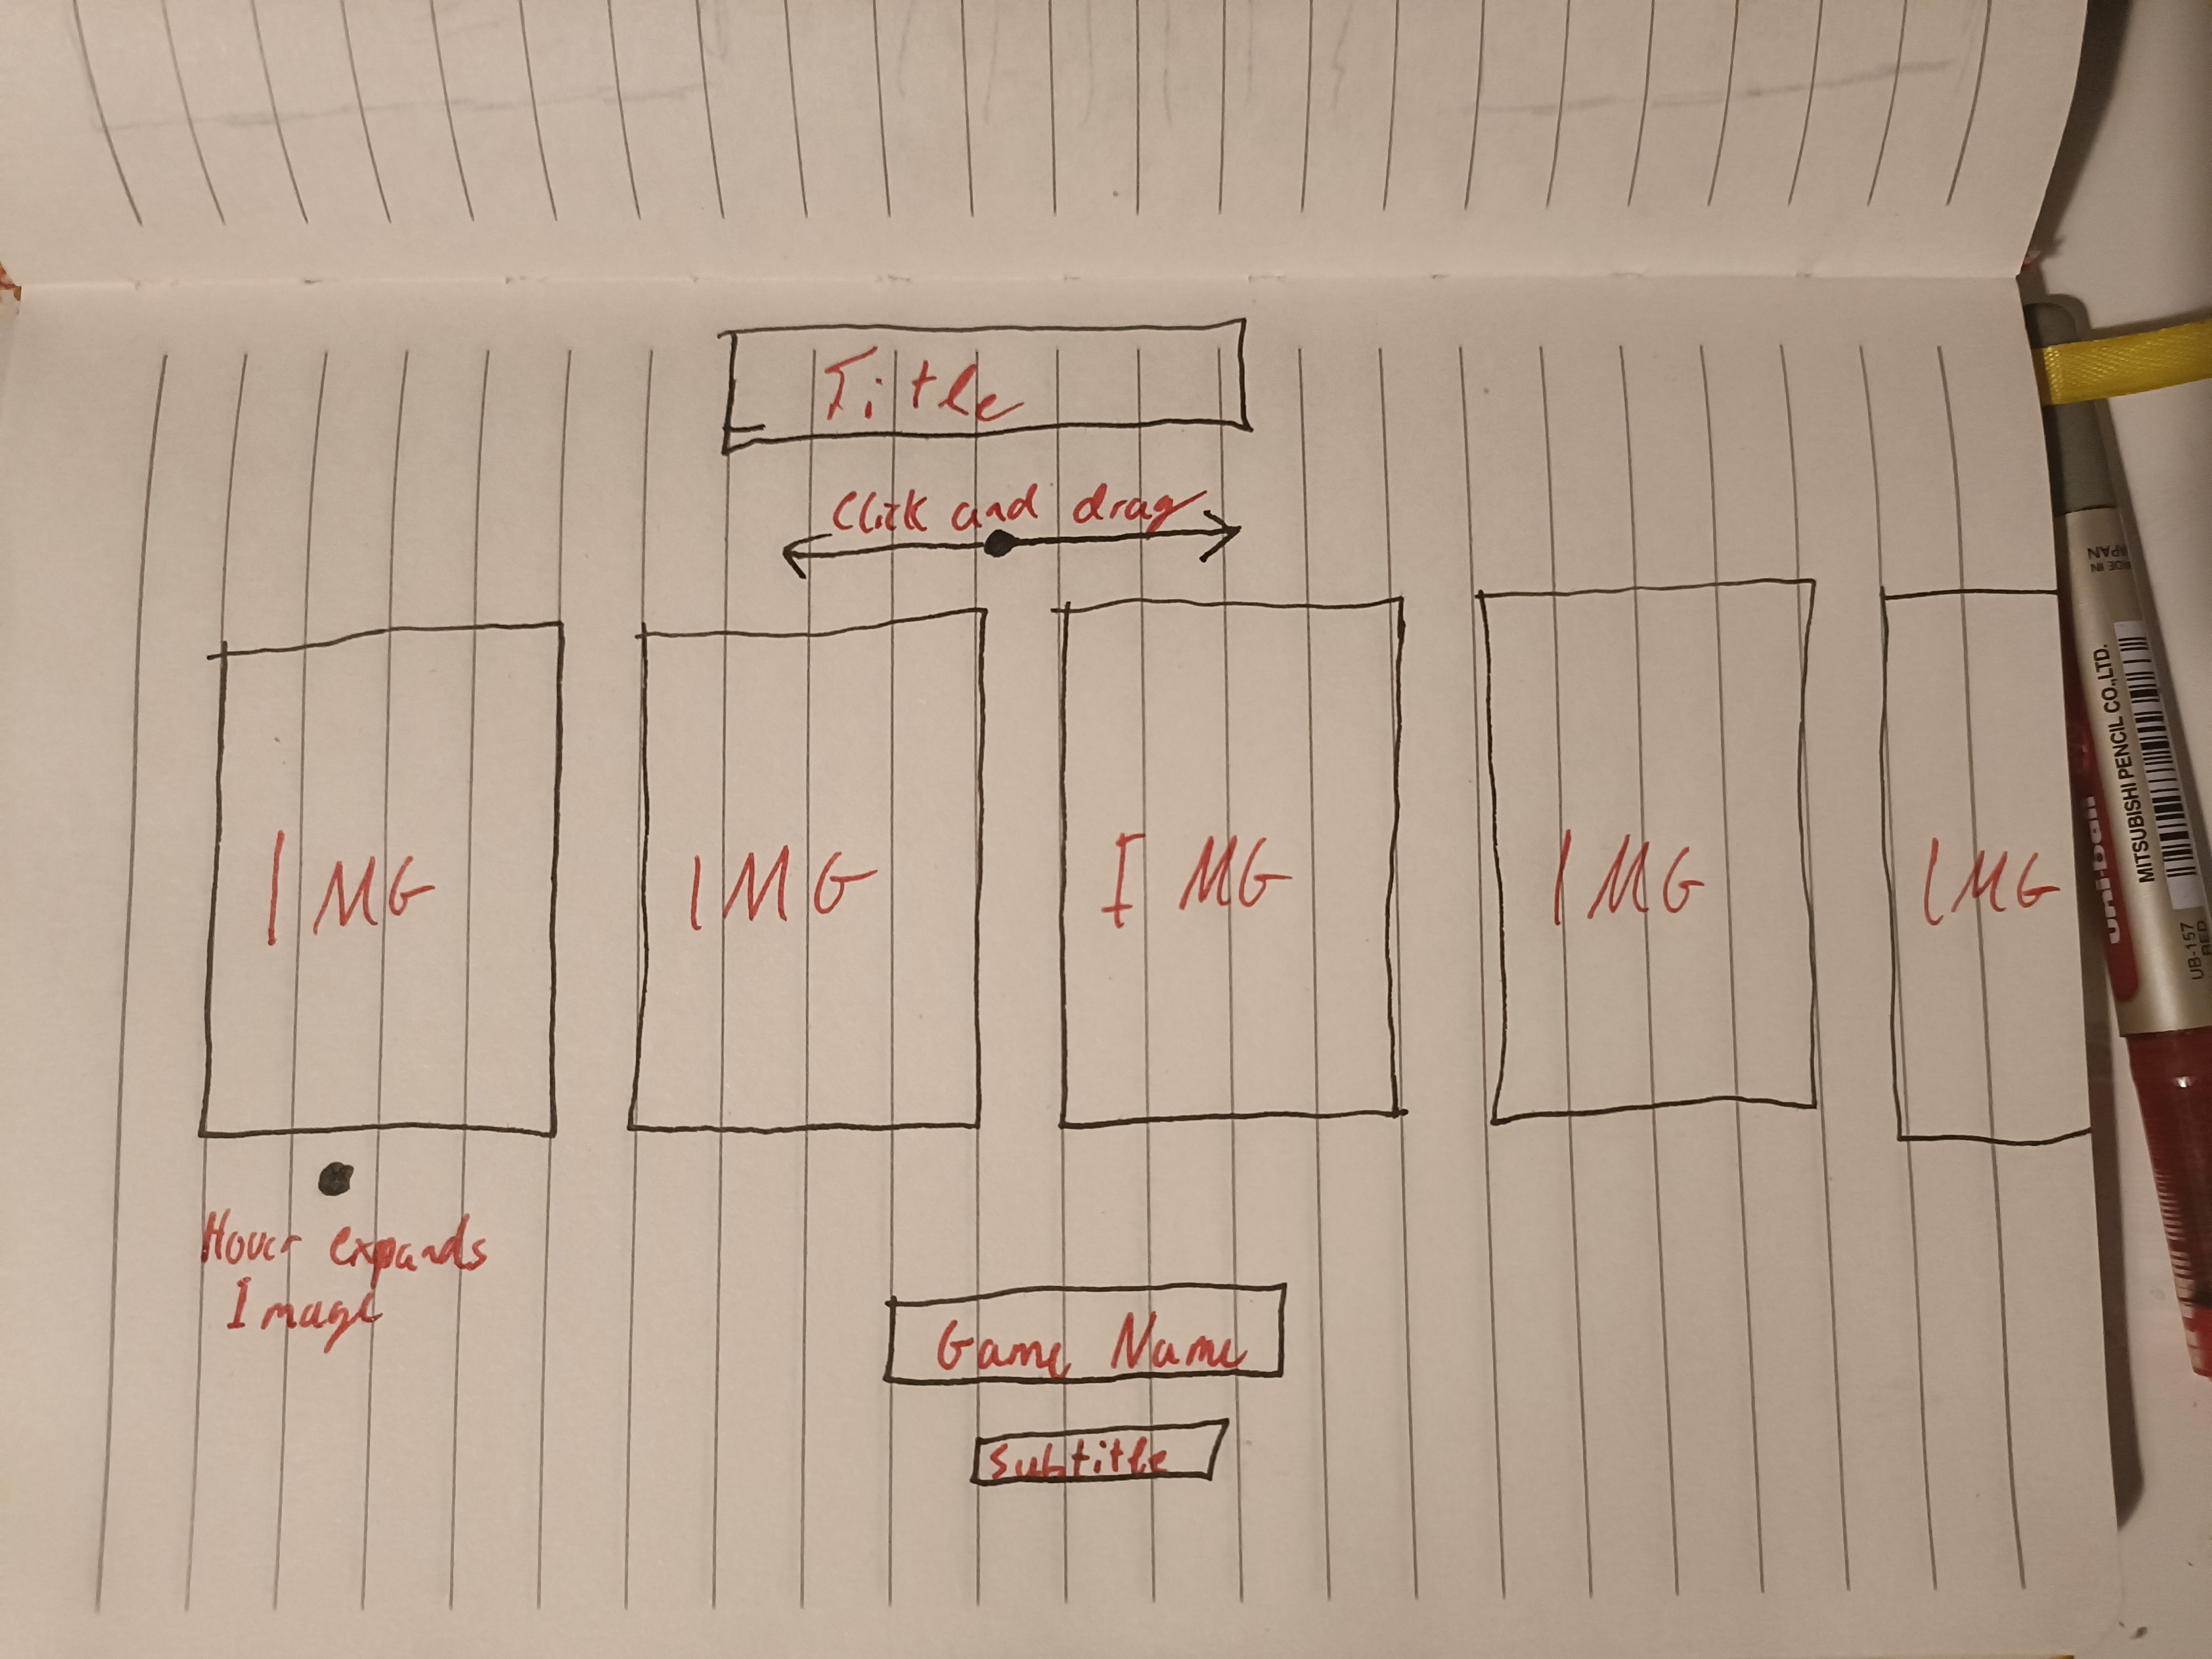 Title
Click and drag
IMG
IMG
IMG
IMG
IMG
Hover expands
Image
Game Name
Subtitle
MADE IN
JAPAN
MITSUBISHI PENCIL CO.,LTD.
uni-ball
UB-157
RED